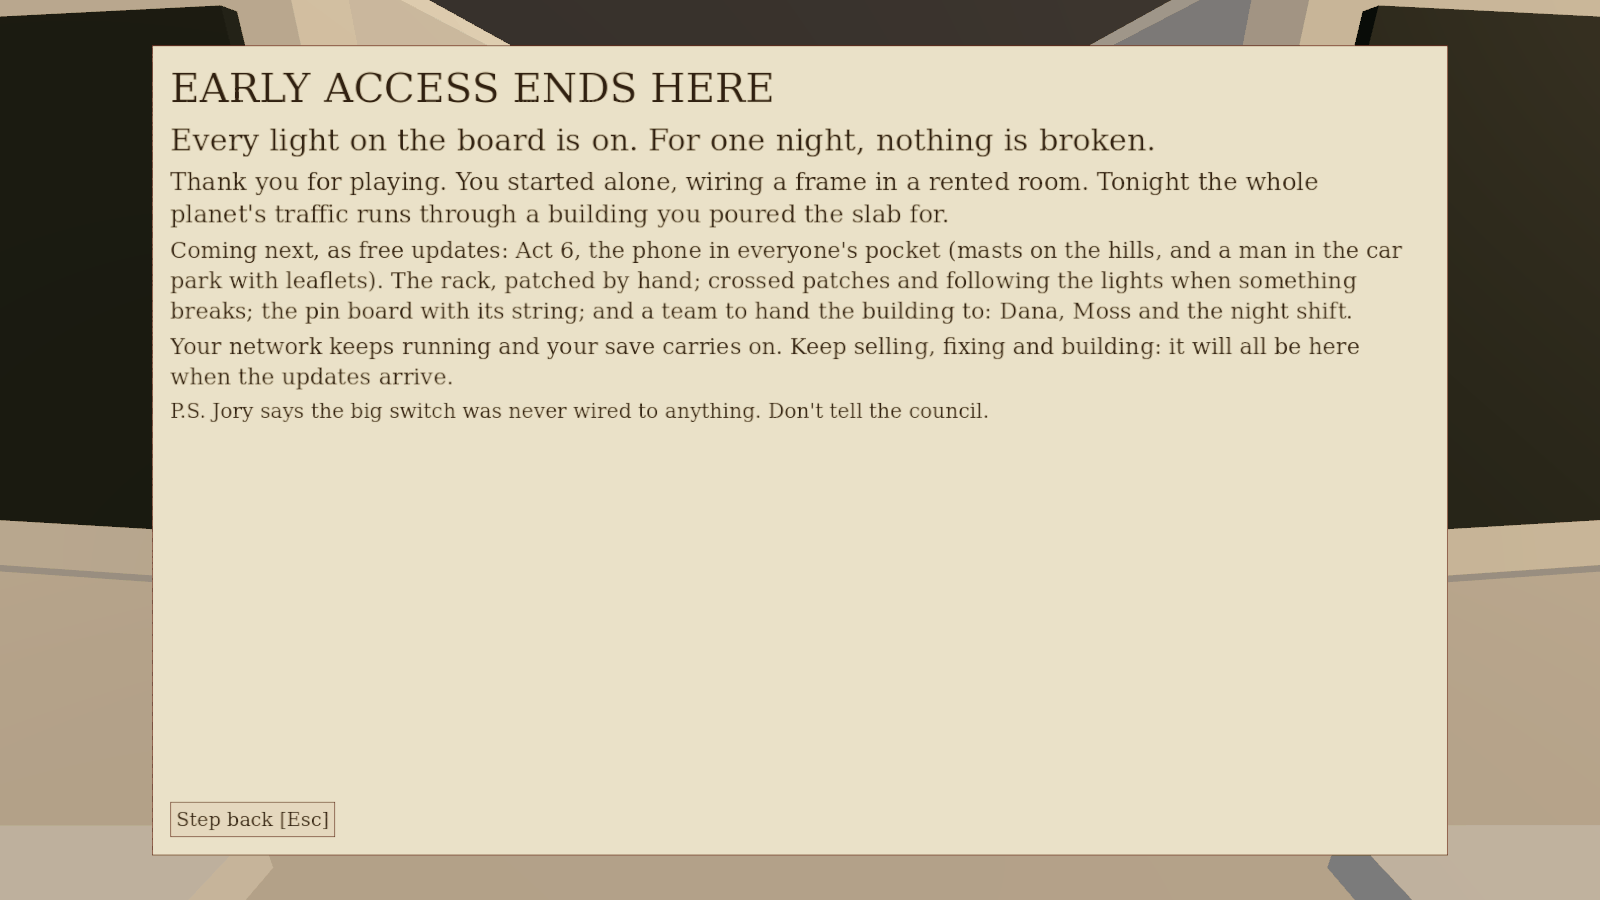 EARLY ACCESS ENDS HERE
Every light on the board is on. For one night, nothing is broken.
Thank you for playing. You started alone, wiring a frame in a rented room. Tonight the whole
planet's traffic runs through a building you poured the slab for.
Coming next, as free updates: Act 6, the phone in everyone's pocket (masts on the hills, and a man in the car
park with leaflets). The rack, patched by hand; crossed patches and following the lights when something
breaks; the pin board with its string; and a team to hand the building to: Dana, Moss and the night shift.
Your network keeps running and your save carries on. Keep selling, fixing and building: it will all be here
when the updates arrive.
P.S. Jory says the big switch was never wired to anything. Don't tell the council.
Step back [Esc]